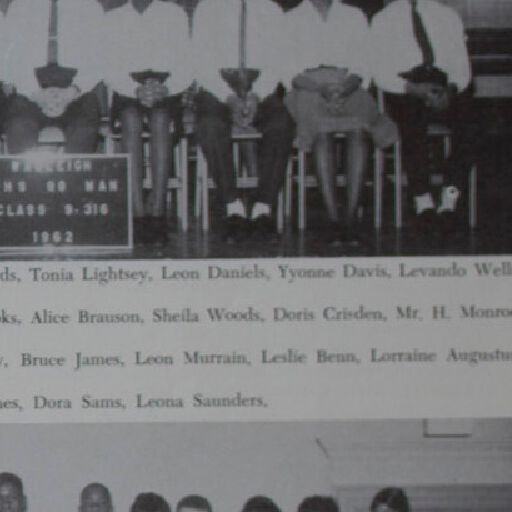 CLASS 9-316
1962
ds, Tonia Lightsey, Leon Daniels, Yvonne Davis, Levando Well
ks, Alice Brauson, Sheila Woods, Doris Crisden, Mr. H. Monro
, Bruce James, Leon Murrain, Leslie Benn, Lorraine Augustu
es, Dora Sams, Leona Saunders,